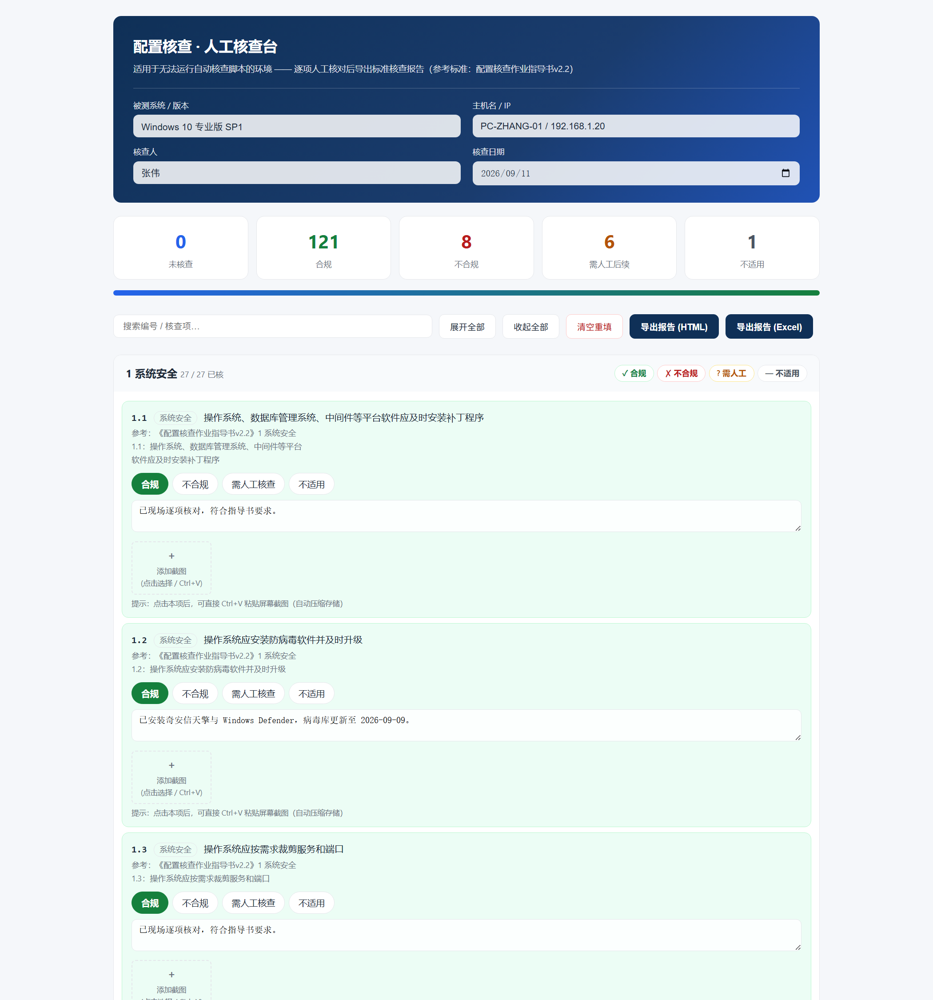 配置核查 · 人工核查台
适用于无法运行自动核查脚本的环境 —— 逐项人工核对后导出标准核查报告（参考标准：配置核查作业指导书v2.2）
被测系统 / 版本
主机名 / IP
Windows 10 专业版 SP1
PC-ZHANG-01 / 192.168.1.20
核查人
核查日期
张伟
2026/09/11
0
121
8
6
1
未核查
合规
不合规
需人工后续
不适用
搜索编号 / 核查项...
展开全部
收起全部
清空重填
导出报告 (HTML)
导出报告 (Excel)
1 系统安全 27 / 27 已核
✓ 合规
✗ 不合规
? 需人工
— 不适用
1.1 系统安全 操作系统、数据库管理系统、中间件等平台软件应及时安装补丁程序
参考：《配置核查作业指导书v2.2》1 系统安全
1.1：操作系统、数据库管理系统、中间件等平台
软件应及时安装补丁程序
合规 不合规 需人工核查 不适用
已现场逐项核对，符合指导书要求。
+
添加截图
(点击选择 / Ctrl+V)
提示：点击本项后，可直接 Ctrl+V 粘贴屏幕截图（自动压缩存储）
1.2 系统安全 操作系统应安装防病毒软件并及时升级
参考：《配置核查作业指导书v2.2》1 系统安全
1.2：操作系统应安装防病毒软件并及时升级
合规 不合规 需人工核查 不适用
已安装奇安信天擎与 Windows Defender，病毒库更新至 2026-09-09。
+
添加截图
(点击选择 / Ctrl+V)
提示：点击本项后，可直接 Ctrl+V 粘贴屏幕截图（自动压缩存储）
1.3 系统安全 操作系统应按需求裁剪服务和端口
参考：《配置核查作业指导书v2.2》1 系统安全
1.3：操作系统应按需求裁剪服务和端口
合规 不合规 需人工核查 不适用
已现场逐项核对，符合指导书要求。
+
添加截图